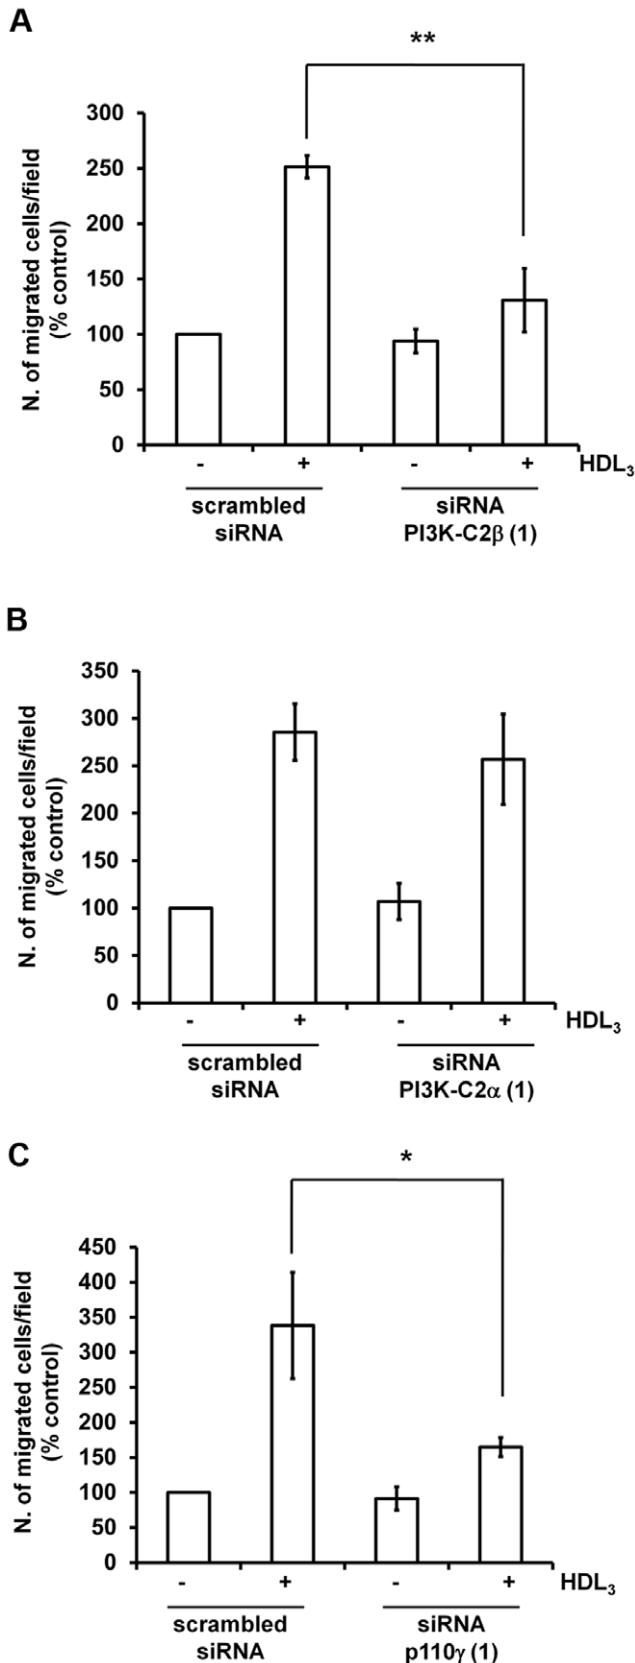 A
**
300
250
200
150
100
50
0
N. of migrated cells/field
(% control)
- + - + HDL3
scrambled
siRNA
siRNA
PI3K-C2β (1)
B
350
300
250
200
150
100
50
0
N. of migrated cells/field
(% control)
- + - + HDL3
scrambled
siRNA
siRNA
PI3K-C2α (1)
C
*
450
400
350
300
250
200
150
100
50
0
N. of migrated cells/field
(% control)
- + - + HDL3
scrambled
siRNA
siRNA
p110γ (1)